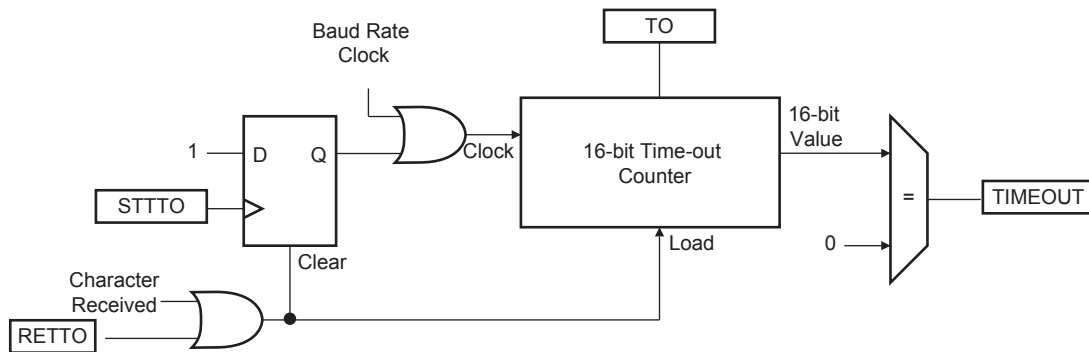 TO
Baud Rate
Clock
16-bit
Value
1
D
Q
Clock
16-bit Time-out
Counter
STTTO
=
TIMEOUT
0
Clear
Load
Character
Received
RETTO